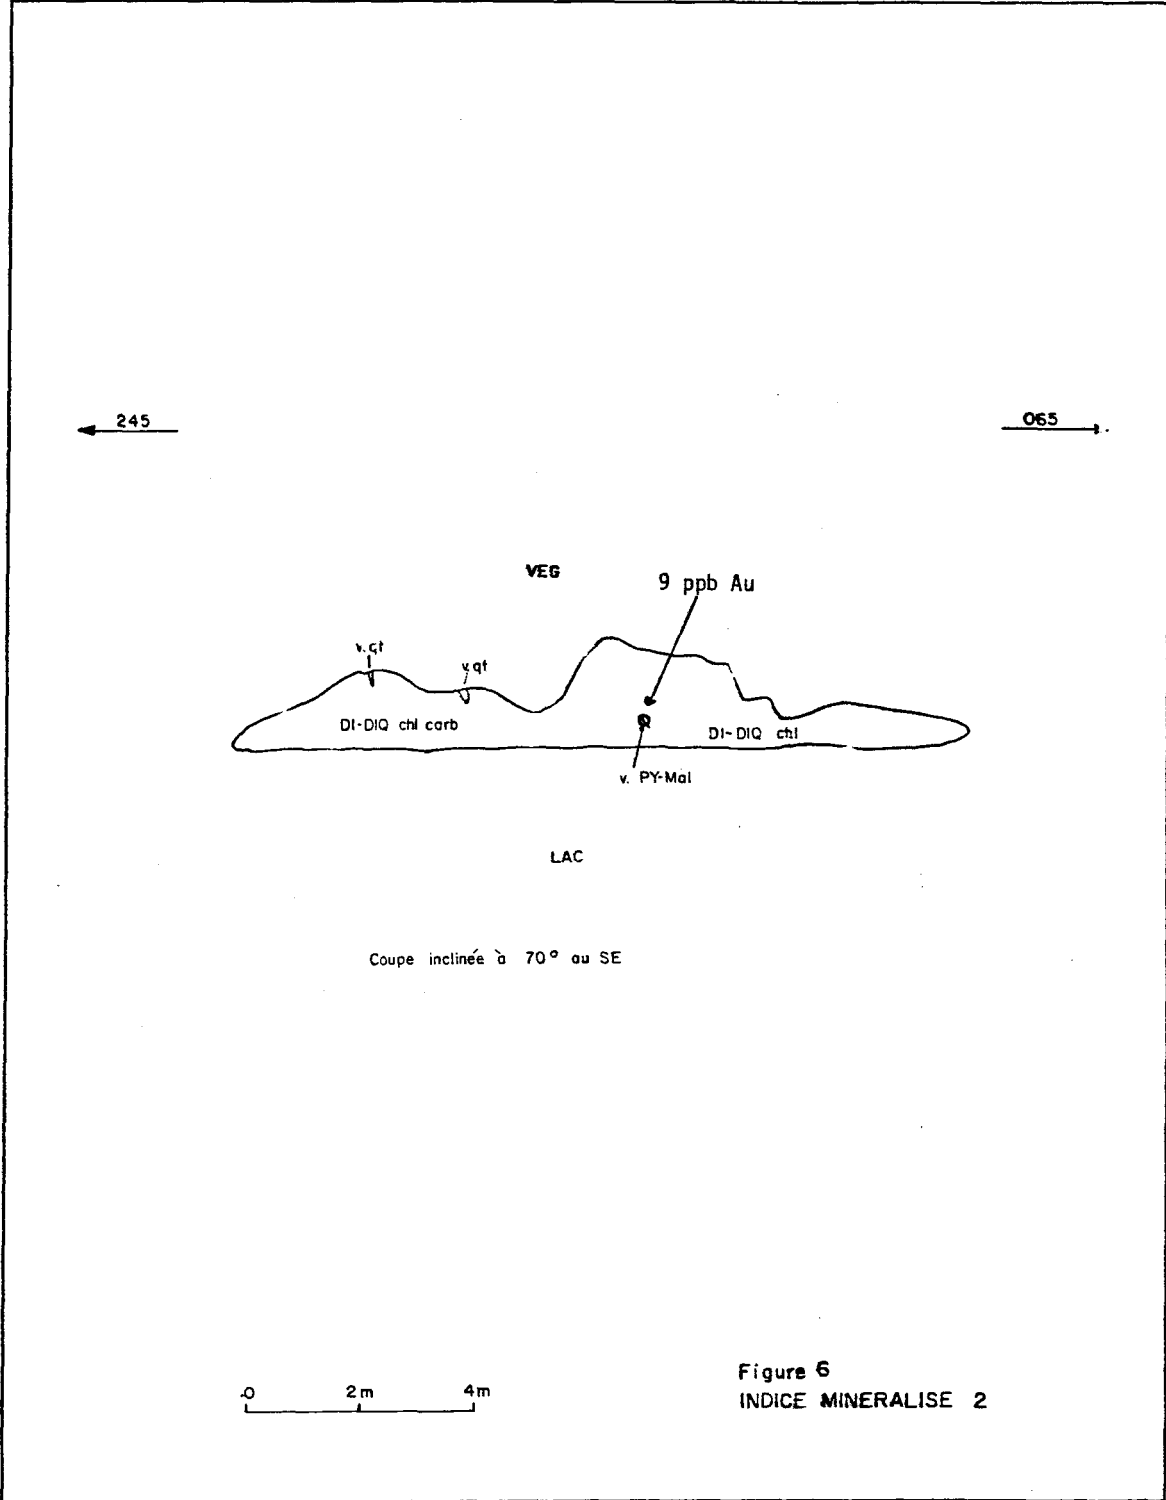 245
065
VEG
9 ppb Au
v. qt
v qt
DI-DIQ chl carb
DI-DIQ chl
v. PY-Mal
LAC
Coupe inclinée à 70° au SE
0 2m 4m
Figure 6
INDICE MINERALISE 2